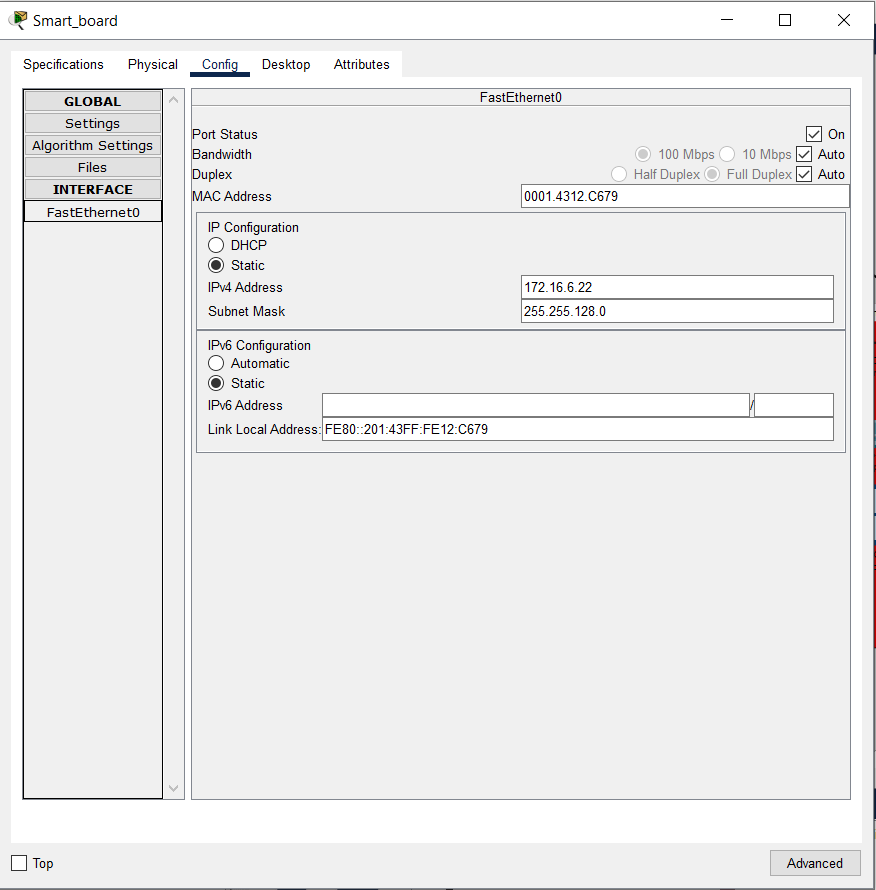 Smart_board
Specifications Physical Config Desktop Attributes
GLOBAL
Settings
Algorithm Settings
Files
INTERFACE
FastEthernet0
FastEthernet0
Port Status On
Bandwidth 100 Mbps 10 Mbps Auto
Duplex Half Duplex Full Duplex Auto
MAC Address 0001.4312.C679
IP Configuration
DHCP
Static
IPv4 Address 172.16.6.22
Subnet Mask 255.255.128.0
IPv6 Configuration
Automatic
Static
IPv6 Address /
Link Local Address: FE80::201:43FF:FE12:C679
Top Advanced